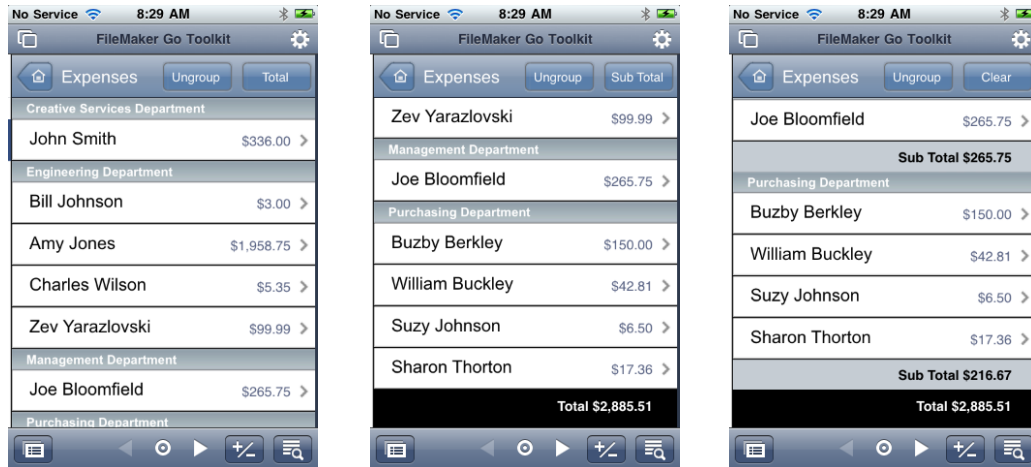 No Service 8:29 AM
FileMaker Go Toolkit
Expenses Ungroup Total
Creative Services Department
John Smith $336.00
Engineering Department
Bill Johnson $3.00
Amy Jones $1,958.75
Charles Wilson $5.35
Zev Yarazlovski $99.99
Management Department
Joe Bloomfield $265.75
Purchasing Department
+/-
No Service 8:29 AM
FileMaker Go Toolkit
Expenses Ungroup Sub Total
Zev Yarazlovski $99.99
Management Department
Joe Bloomfield $265.75
Purchasing Department
Buzby Berkley $150.00
William Buckley $42.81
Suzy Johnson $6.50
Sharon Thorton $17.36
Total $2,885.51
+/-
No Service 8:29 AM
FileMaker Go Toolkit
Expenses Ungroup Clear
Joe Bloomfield $265.75
Sub Total $265.75
Purchasing Department
Buzby Berkley $150.00
William Buckley $42.81
Suzy Johnson $6.50
Sharon Thorton $17.36
Sub Total $216.67
Total $2,885.51
+/-